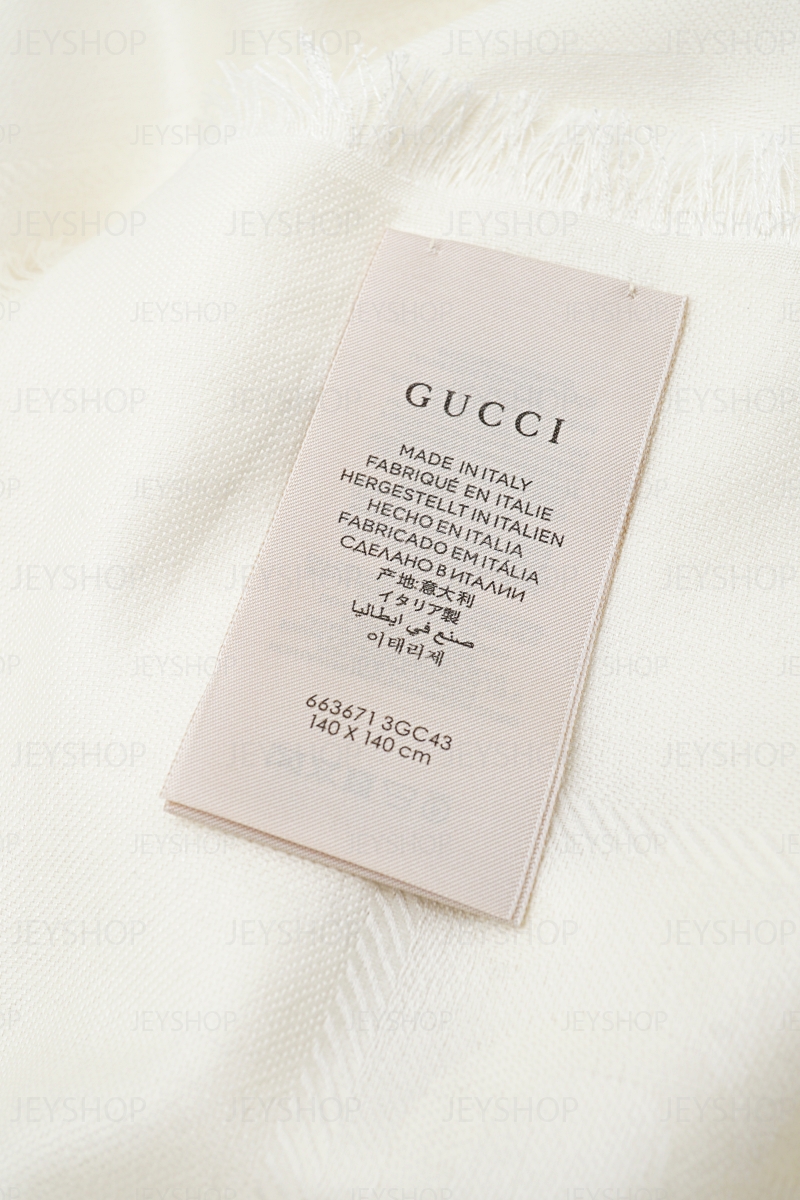 GUCCI
MADE IN ITALY
FABRIQUÉ EN ITALIE
HERGESTELLT IN ITALIEN
HECHO EN ITALIA
FABRICADO EM ITÁLIA
СДЕЛАНО В ИТАЛИИ
产地:意大利
イタリア製
صنع في ايطاليا
이태리제
663671 3GC43
140 X 140 cm
JEYSHOP